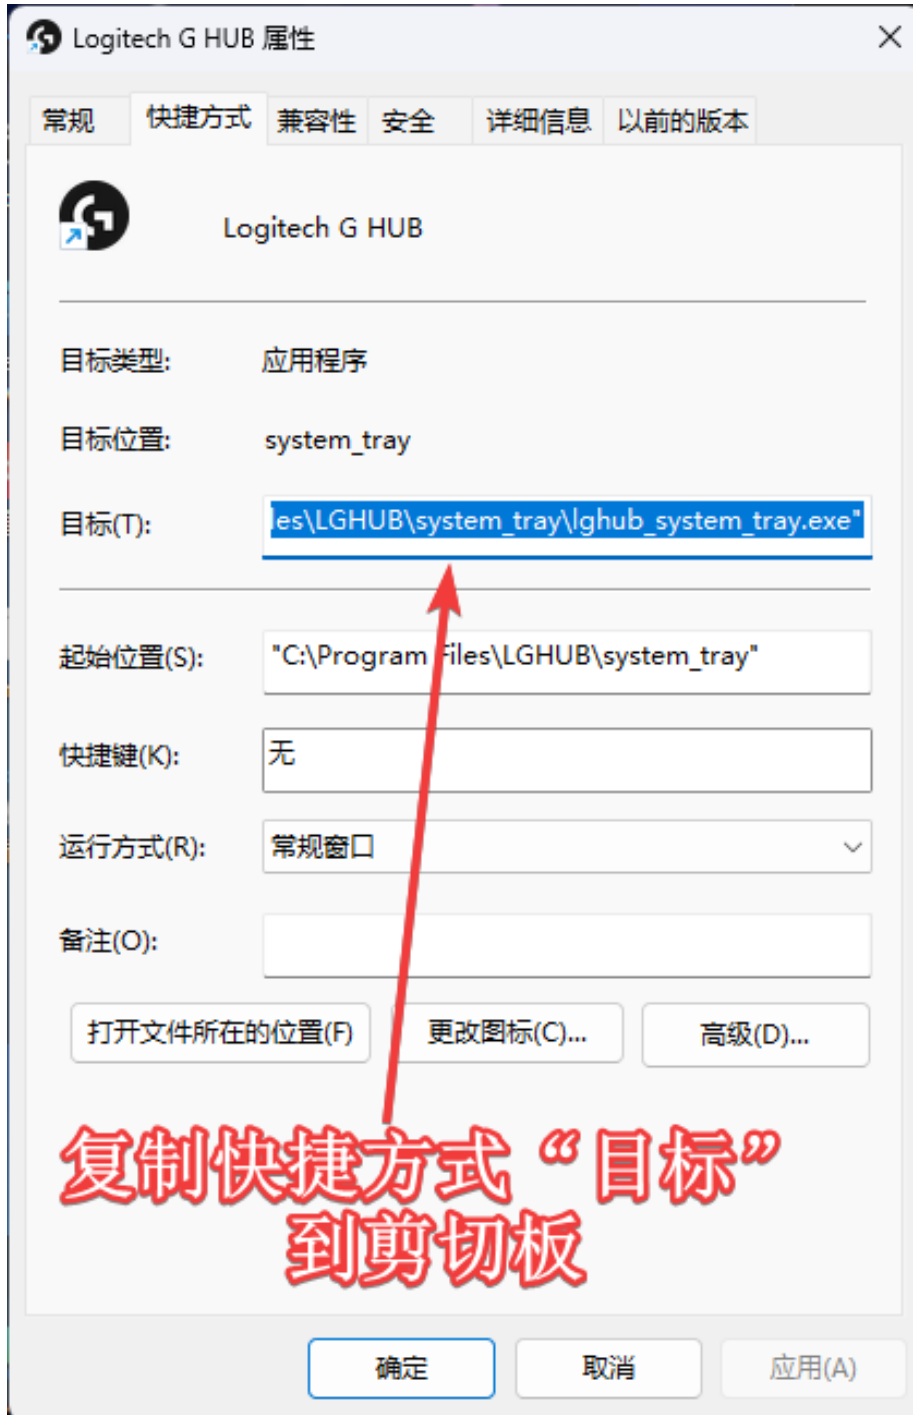 Logitech G HUB 属性
常规 快捷方式 兼容性 安全 详细信息 以前的版本
Logitech G HUB
目标类型: 应用程序
目标位置: system_tray
目标(T): les\LGHUB\system_tray\lghub_system_tray.exe"
起始位置(S): "C:\Program Files\LGHUB\system_tray"
快捷键(K): 无
运行方式(R): 常规窗口
备注(O):
打开文件所在的位置(F) 更改图标(C)... 高级(D)...
复制快捷方式“目标”
到剪切板
确定 取消 应用(A)